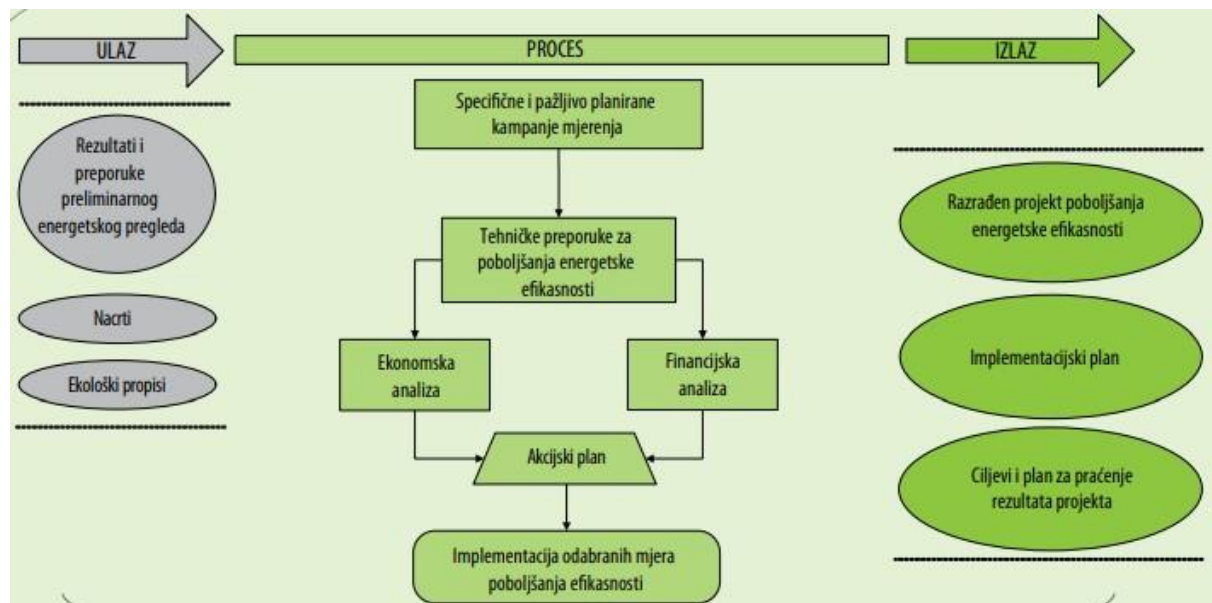 ULAZ
PROCES
IZLAZ
Rezultati i
preporuke
preliminarnog
energetskog pregleda
Nacrti
Ekološki propisi
Specifične i pažljivo planirane
kampanje mjerenja
Tehničke preporuke za
poboljšanja energetske
efikasnosti
Ekonomska
analiza
Financijska
analiza
Akcijski plan
Implementacija odabranih mjera
poboljšanja efikasnosti
Razrađen projekt poboljšanja
energetske efikasnosti
Implementacijski plan
Ciljevi i plan za praćenje
rezultata projekta